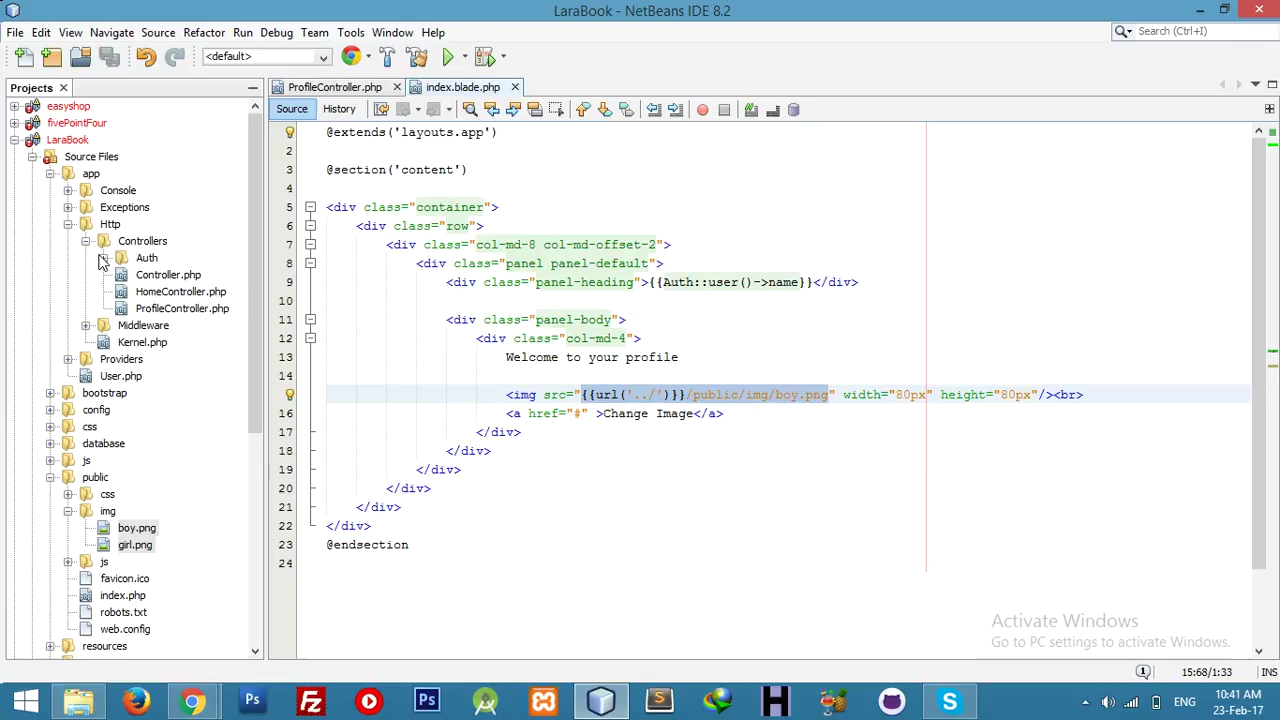 LaraBook - NetBeans IDE 8.2
File Edit View Navigate Source Refactor Run Debug Team Tools Window Help
Search (Ctrl+I)
<default>
Projects
ProfileController.php
index.blade.php
Source History
easyshop
fivePointFour
LaraBook
Source Files
app
Console
Exceptions
Http
Controllers
Auth
Controller.php
HomeController.php
ProfileController.php
Middleware
Kernel.php
Providers
User.php
bootstrap
config
css
database
js
public
css
img
boy.png
girl.png
js
favicon.ico
index.php
robots.txt
web.config
resources
@extends('layouts.app')
2
3 @section('content')
4
5 <div class="container">
6 <div class="row">
7 <div class="col-md-8 col-md-offset-2">
8 <div class="panel panel-default">
9 <div class="panel-heading">{{Auth::user()->name}}</div>
10
11 <div class="panel-body">
12 <div class="col-md-4">
13 Welcome to your profile
14
<img src="{{url('../')}}/public/img/boy.png" width="80px" height="80px"/><br>
16 <a href="#" >Change Image</a>
17 </div>
18 </div>
19 </div>
20 </div>
21 </div>
22 </div>
23 @endsection
24
Activate Windows
Go to PC settings to activate Windows.
15:68/1:33 INS
Ps
Fz
Ps
S
H
S
ENG
10:41 AM
23-Feb-17